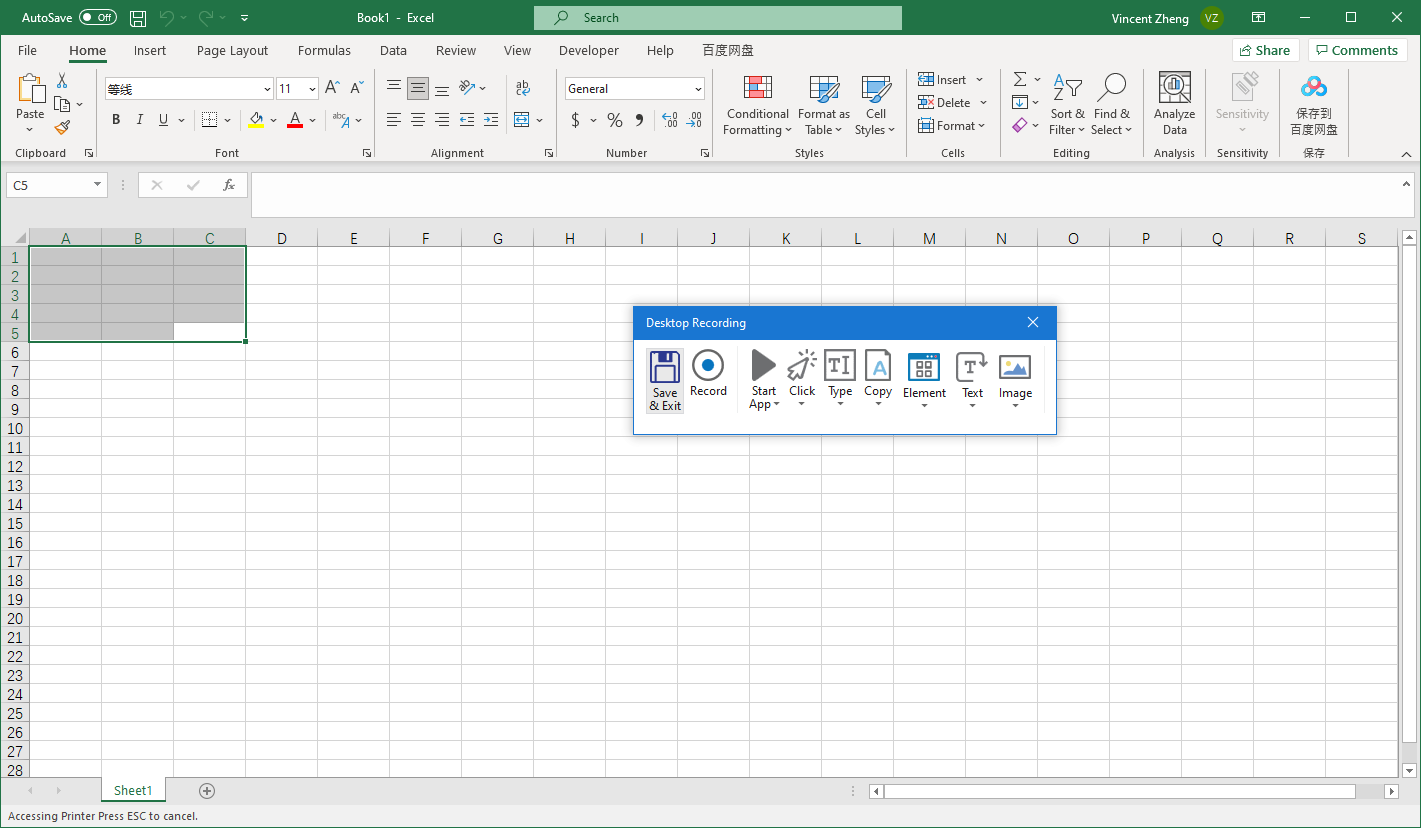 AutoSave Off Book1 - Excel Search Vincent Zheng VZ
File Home Insert Page Layout Formulas Data Review View Developer Help 百度网盘 Share Comments
Paste
Clipboard
等线 11 A A
B I U A abc A
Font
ab c
Alignment
General
$ % 9 .00 .00
Number
Conditional Formatting
Format as Table
Cell Styles
Styles
Insert
Delete
Format
Cells
Sort & Filter
Find & Select
Editing
Analyze Data
Analysis
Sensitivity
Sensitivity
保存到
百度网盘
保存
C5 fx
A B C D E F G H I J K L M N O P Q R S
1
2
3
4
5
6
7
8
9
10
11
12
13
14
15
16
17
18
19
20
21
22
23
24
25
26
27
28
Desktop Recording
Save & Exit
Record
Start App
Click
Type
Copy
Element
Text
Image
Sheet1
Accessing Printer Press ESC to cancel.